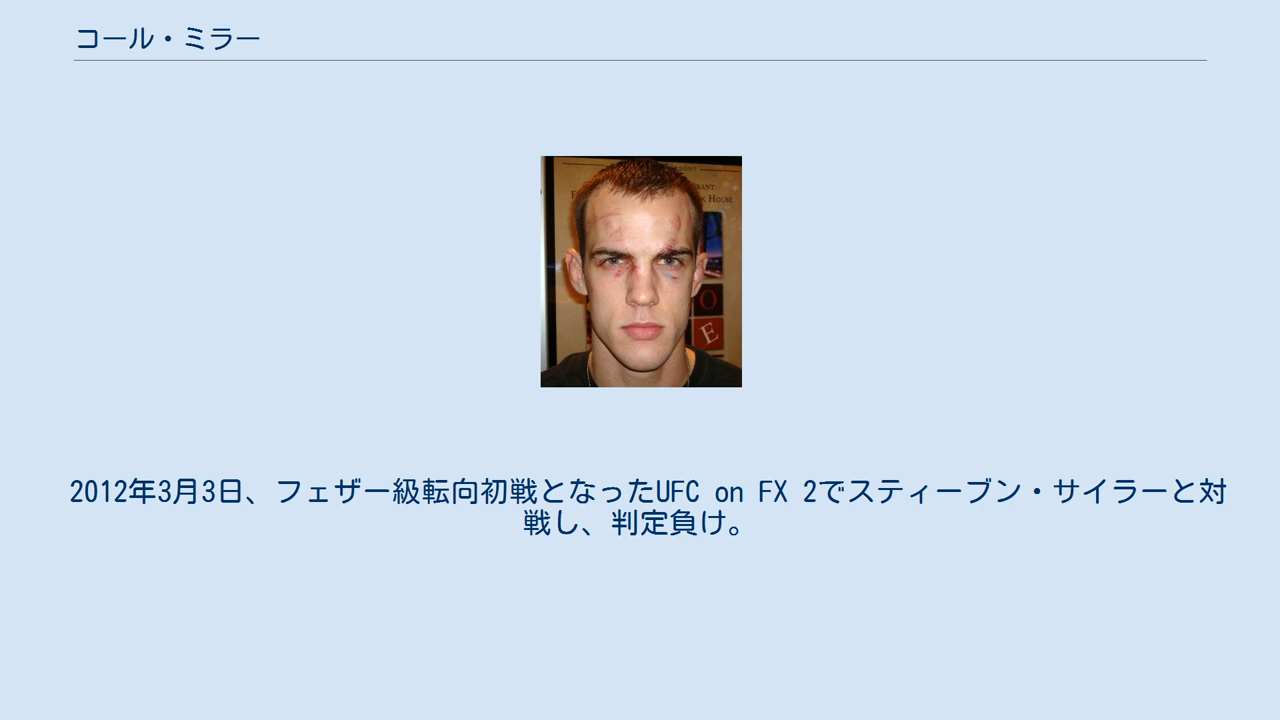 コール・ミラー
RANT
K HOUSE
O
E
2012年3月3日、フェザー級転向初戦となったUFC on FX 2でスティーブン・サイラーと対
戦し、判定負け。